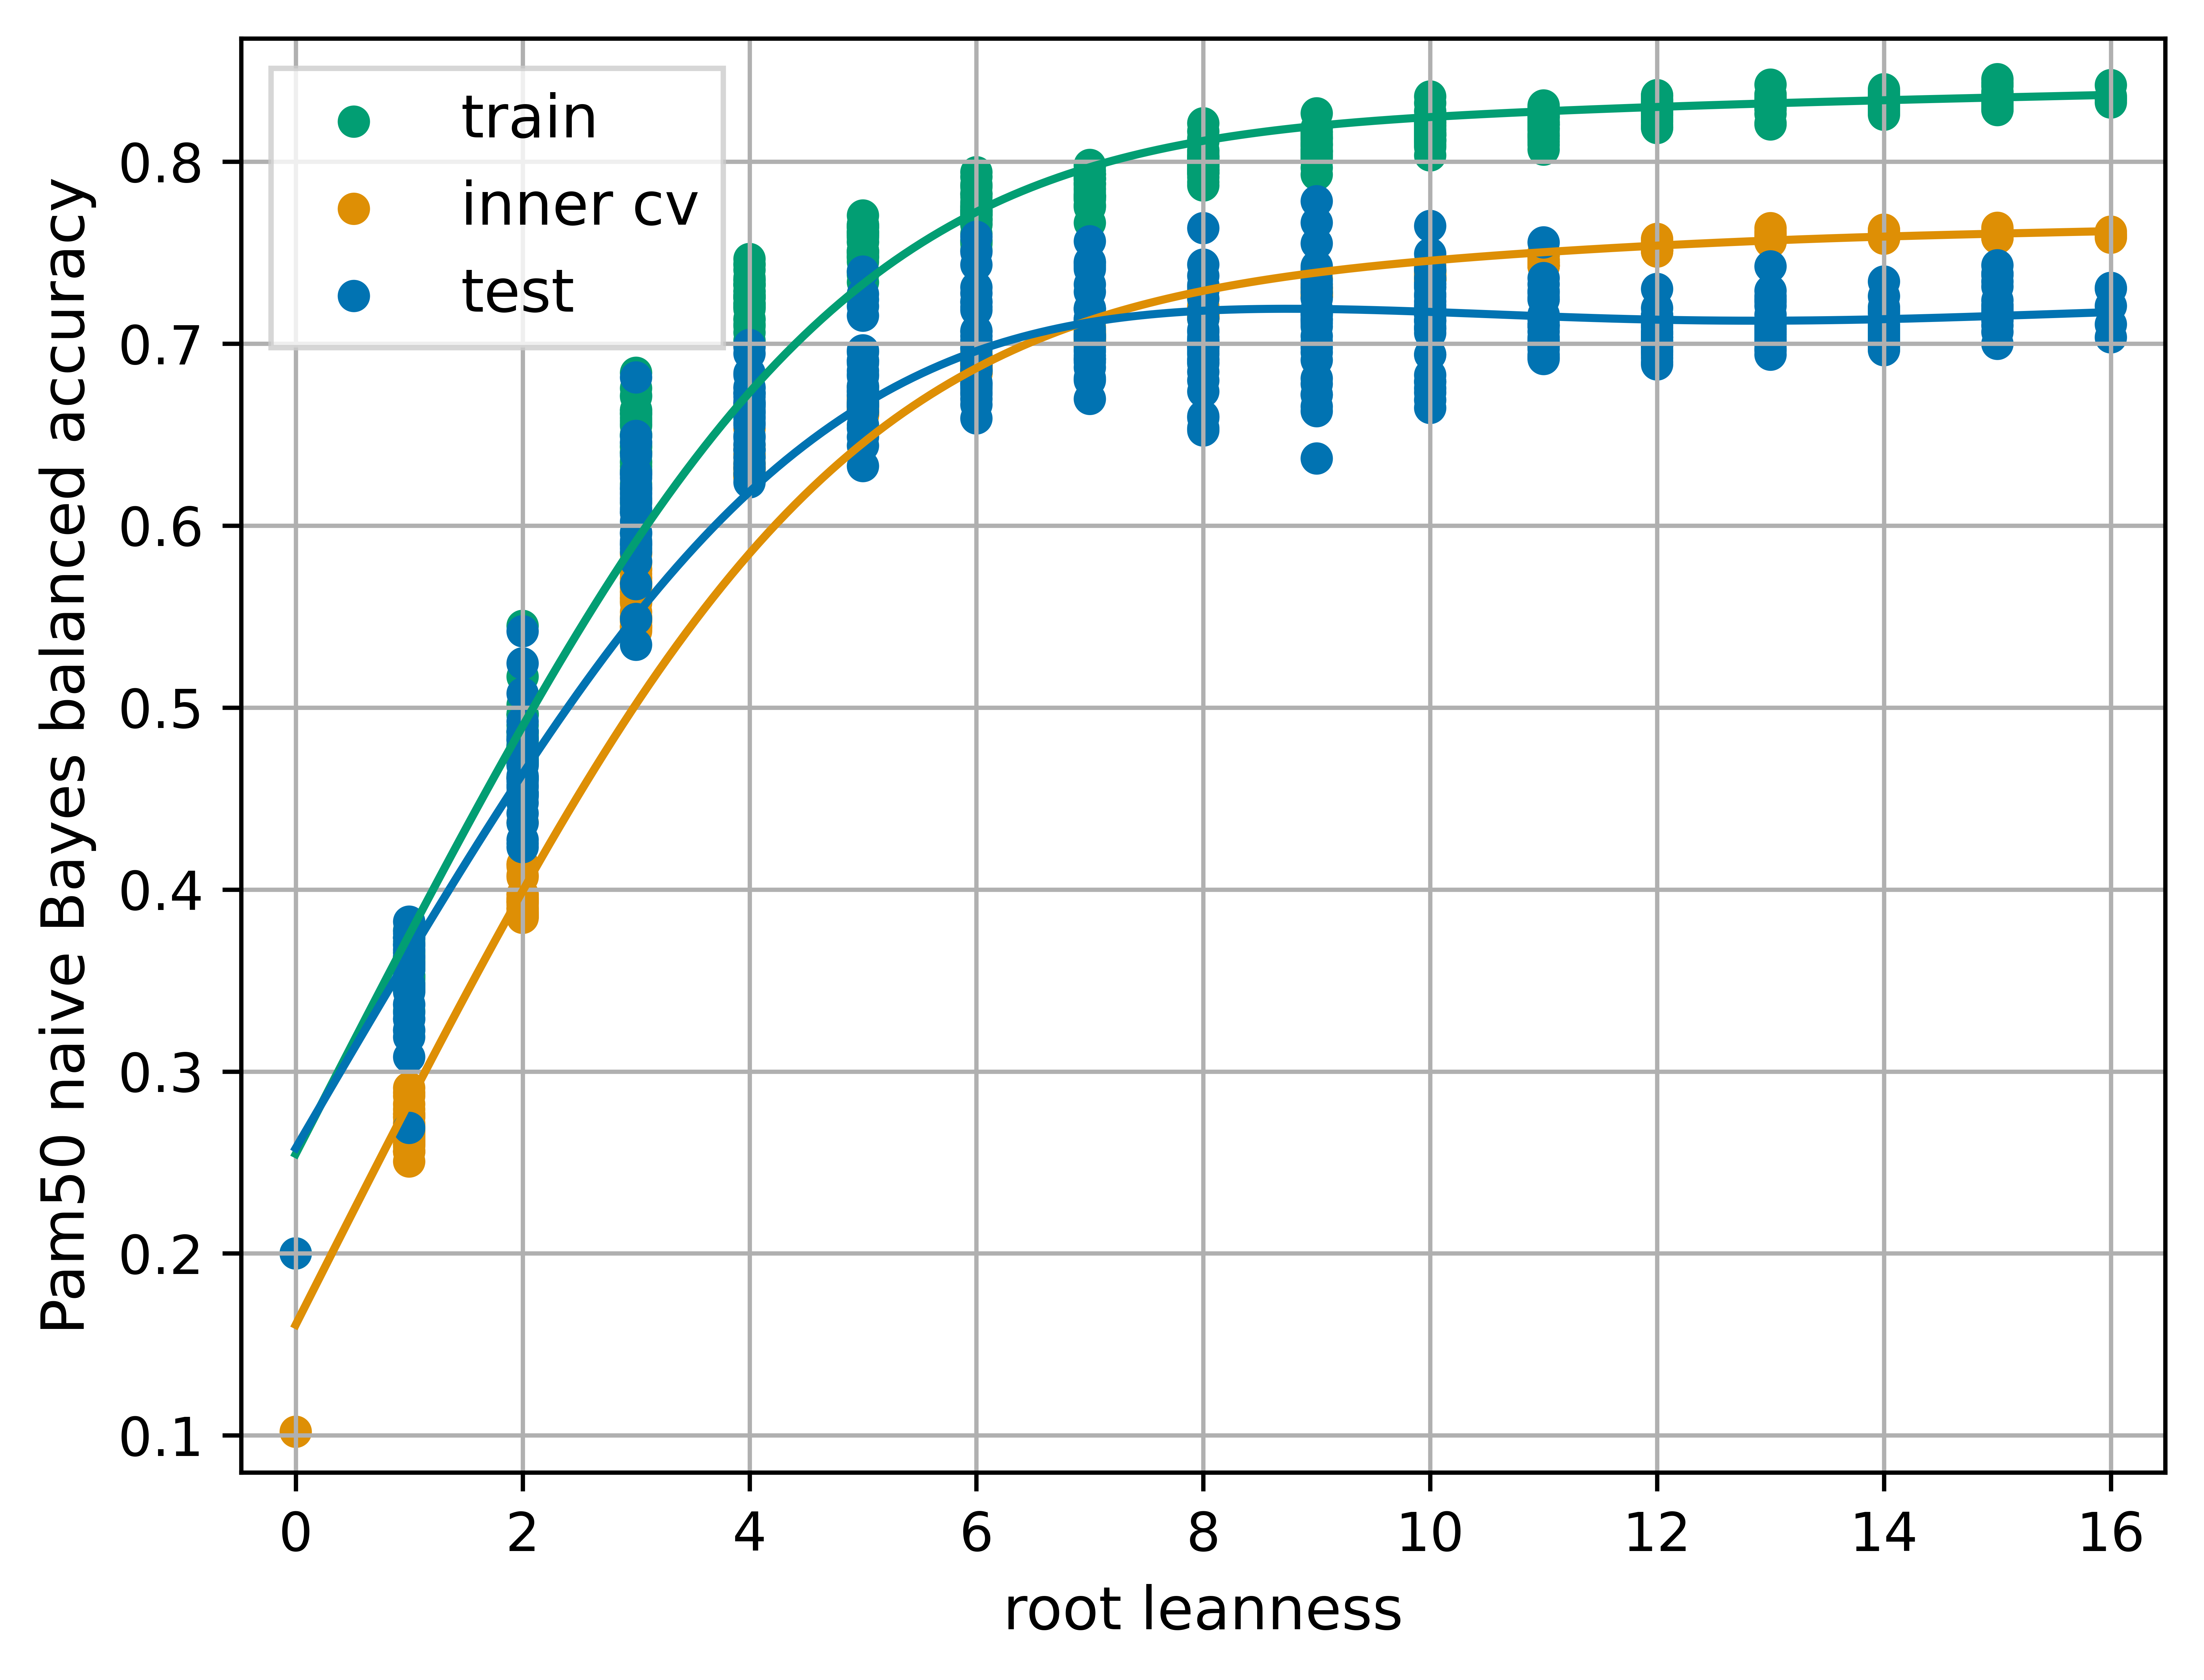 train
inner cv
test
Pam50 naive Bayes balanced accuracy
0.8
0.7
0.6
0.5
0.4
0.3
0.2
0.1
0 2 4 6 8 10 12 14 16
root leanness